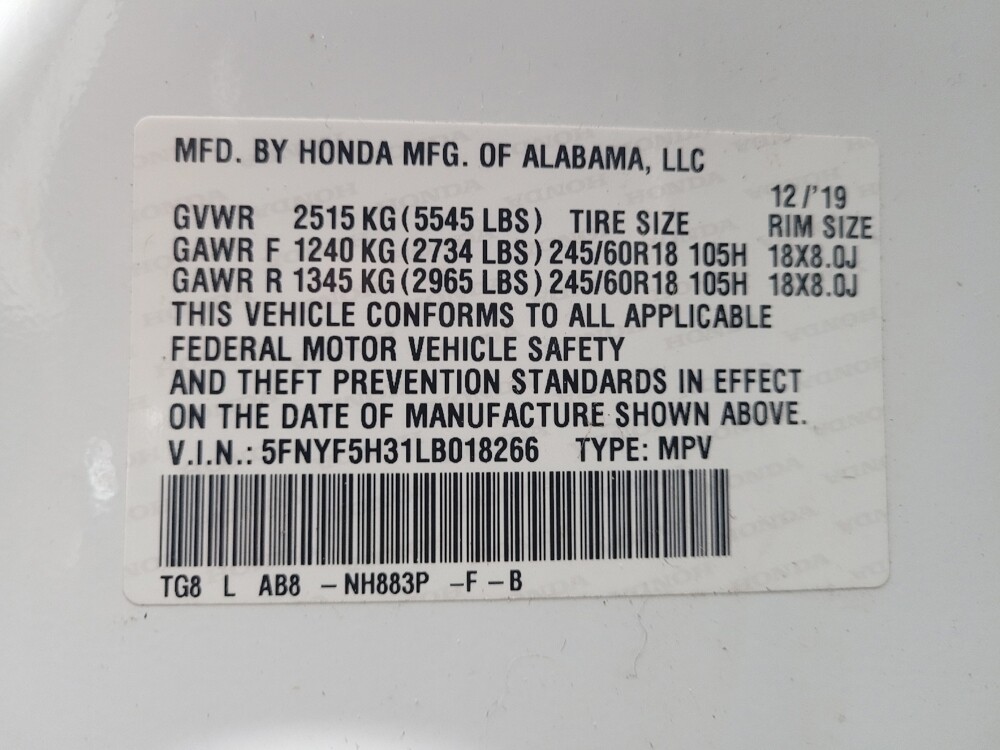 MFD. BY HONDA MFG. OF ALABAMA, LLC
12/'19
GVWR 2515 KG (5545 LBS) TIRE SIZE RIM SIZE
GAWR F 1240 KG (2734 LBS) 245/60R18 105H 18X8.0J
GAWR R 1345 KG (2965 LBS) 245/60R18 105H 18X8.0J
THIS VEHICLE CONFORMS TO ALL APPLICABLE
FEDERAL MOTOR VEHICLE SAFETY
AND THEFT PREVENTION STANDARDS IN EFFECT
ON THE DATE OF MANUFACTURE SHOWN ABOVE.
V.I.N.: 5FNYF5H31LB018266 TYPE: MPV
TG8 L AB8 - NH883P - F - B